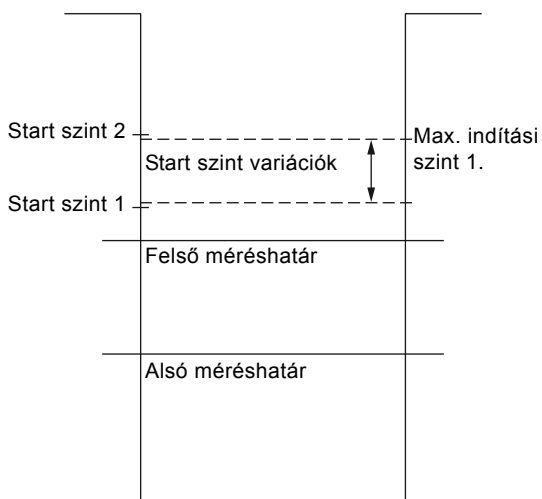 Start szint 2
Max. indítási
szint 1.
Start szint variációk
Start szint 1
Felső méréshatár
Alsó méréshatár